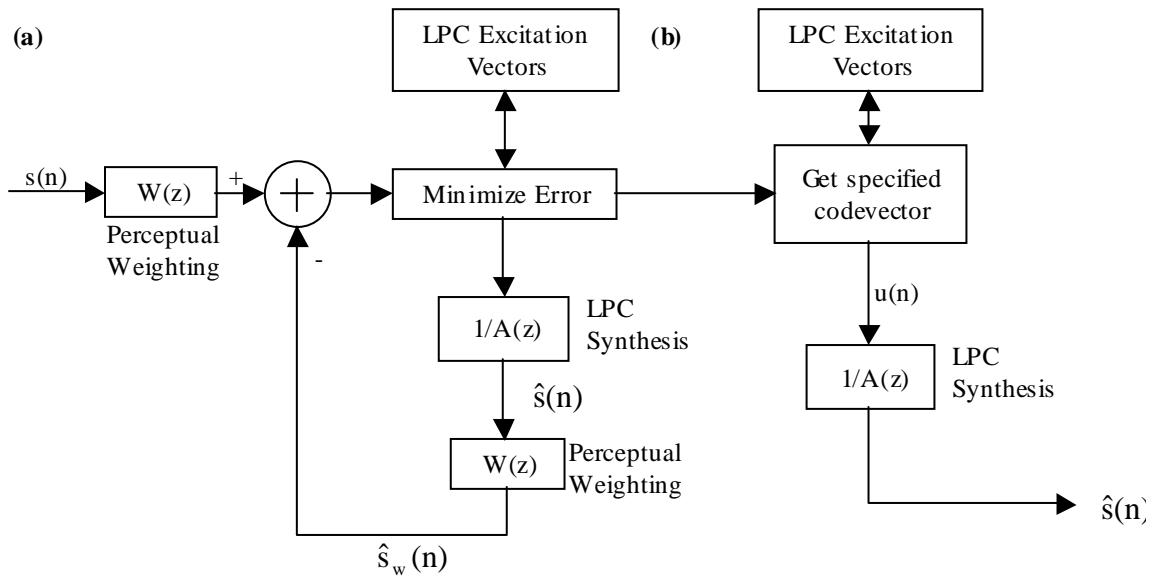 (a)
LPC Excitation
Vectors
(b)
LPC Excitation
Vectors
s(n)
W(z)
Perceptual
Weighting
+
-
Minimize Error
Get specified
codevector
1/A(z)
LPC
Synthesis
u(n)
ŝ(n)
1/A(z)
LPC
Synthesis
W(z)
Perceptual
Weighting
ŝ_w(n)
ŝ(n)